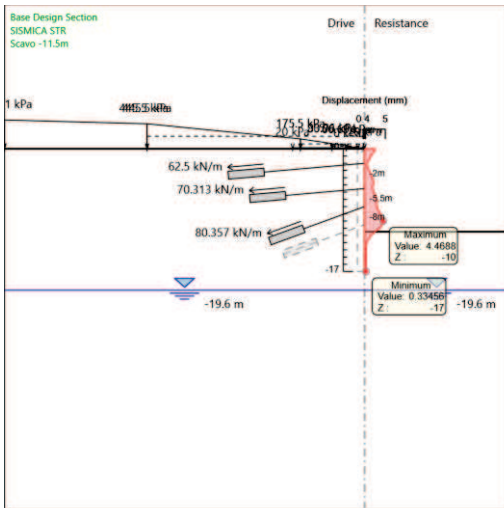 Base Design Section
SISMICA STR
Scavo -11.5m
Drive Resistance
Displacement (mm)
0 4 5
1 kPa
175.5 kPa
20 kPa
62.5 kN/m
-2m
70.313 kN/m
-5.5m
80.357 kN/m
-8m
Maximum
Value: 4.4688
Z : -10
-17
Minimum
Value: 0.33456
Z : -17
-19.6 m
-19.6 m